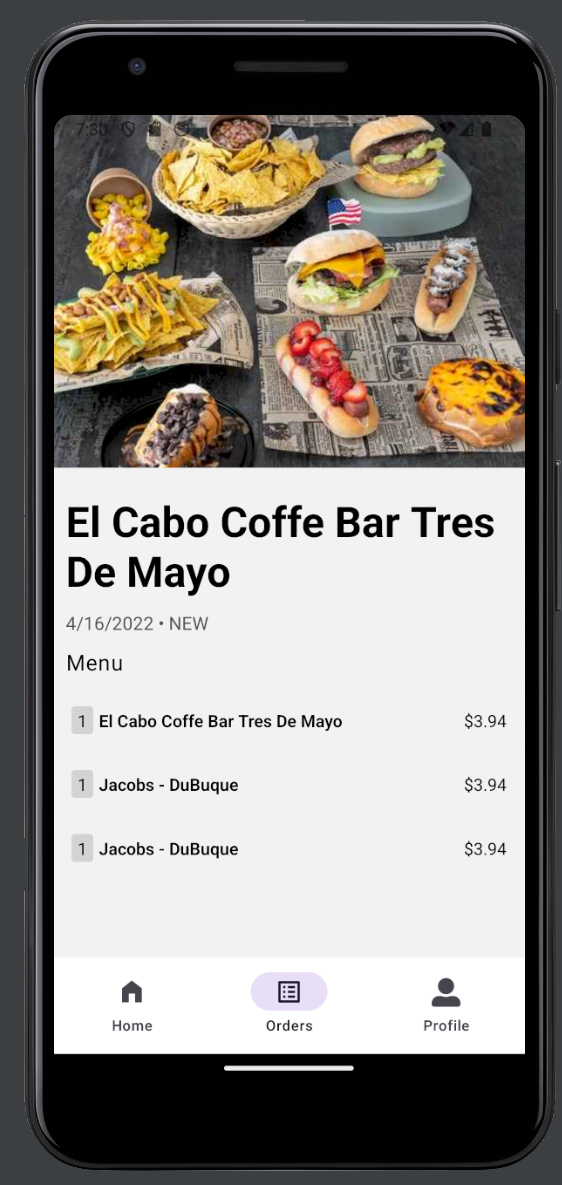 7:30
El Cabo Coffe Bar Tres
De Mayo
4/16/2022 • NEW
Menu
1 El Cabo Coffe Bar Tres De Mayo $3.94
1 Jacobs - DuBuque $3.94
1 Jacobs - DuBuque $3.94
Home Orders Profile